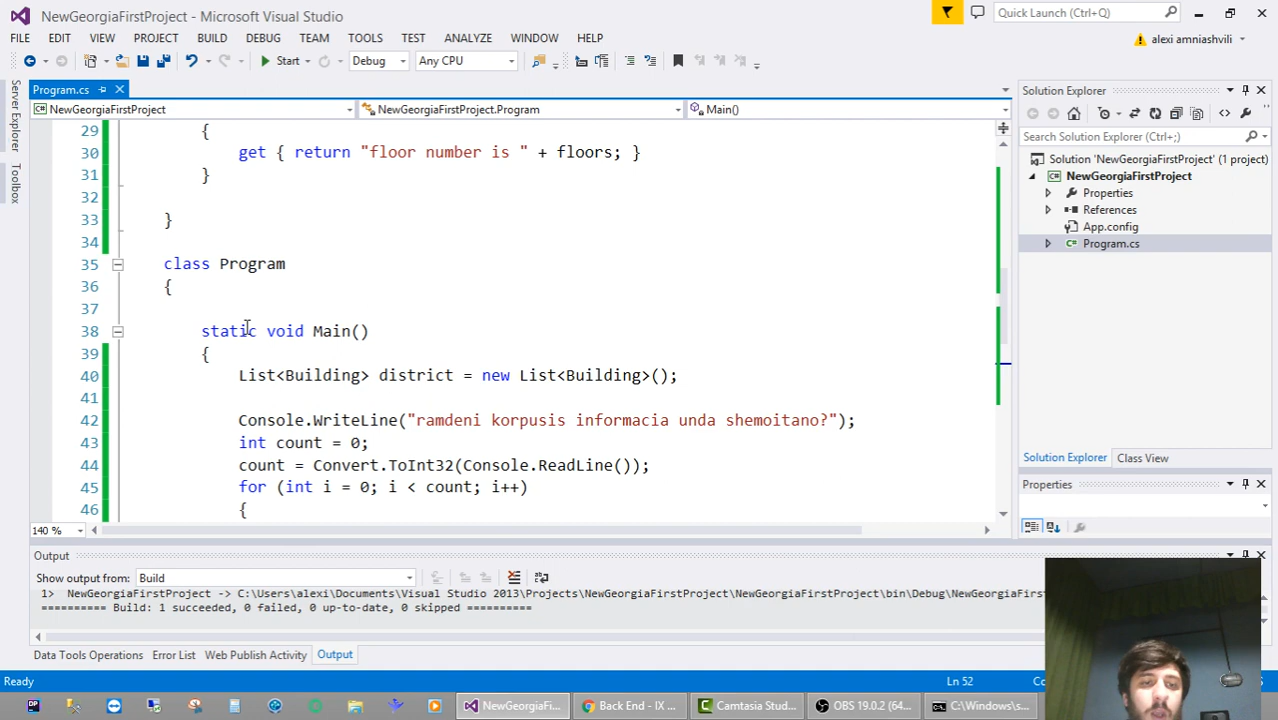 NewGeorgiaFirstProject - Microsoft Visual Studio
Quick Launch (Ctrl+Q)
FILE EDIT VIEW PROJECT BUILD DEBUG TEAM TOOLS TEST ANALYZE WINDOW HELP
alexi amniashvili
Start Debug Any CPU
Program.cs
NewGeorgiaFirstProject NewGeorgiaFirstProject.Program Main()
Server Explorer
Toolbox
29 {
30 get { return "floor number is " + floors; }
31 }
32
33 }
34
35 class Program
36 {
37
38 static void Main()
39 {
40 List<Building> district = new List<Building>();
41
42 Console.WriteLine("ramdeni korpusis informacia unda shemoitano?");
43 int count = 0;
44 count = Convert.ToInt32(Console.ReadLine());
45 for (int i = 0; i < count; i++)
46 {
140 %
Solution Explorer
Search Solution Explorer (Ctrl+;)
Solution 'NewGeorgiaFirstProject' (1 project)
NewGeorgiaFirstProject
Properties
References
App.config
Program.cs
Solution Explorer Class View
Properties
Output
Show output from: Build
1> NewGeorgiaFirstProject -> C:\Users\alexi\Documents\Visual Studio 2013\Projects\NewGeorgiaFirstProject\NewGeorgiaFirstProject\bin\Debug\NewGeorgiaFirst
========== Build: 1 succeeded, 0 failed, 0 up-to-date, 0 skipped ==========
Data Tools Operations Error List Web Publish Activity Output
Ready Ln 52
NewGeorgiaFi... Back End - IX ... Camtasia Stud... OBS 19.0.2 (64... C:\Windows\s...